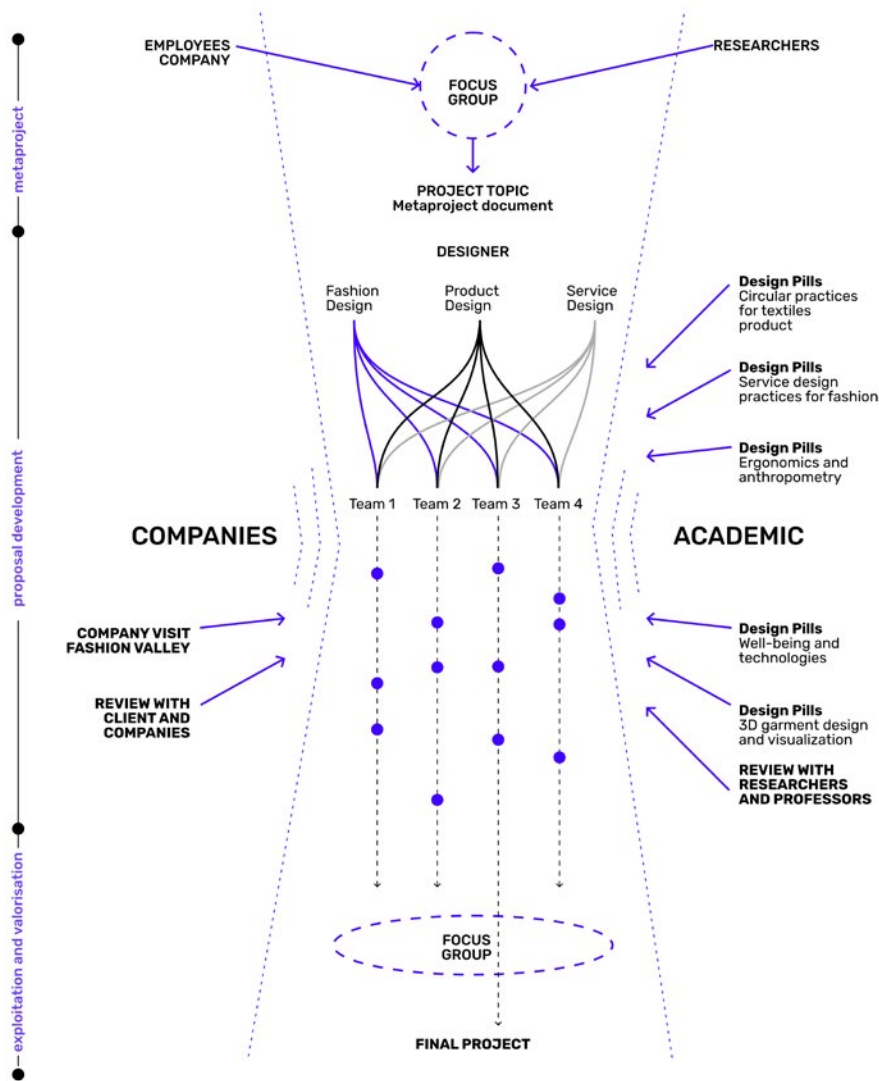 EMPLOYEES
COMPANY
RESEARCHERS
FOCUS
GROUP
metaproject
PROJECT TOPIC
Metaproject document
DESIGNER
Fashion
Design
Product
Design
Service
Design
Design Pills
Circular practices
for textiles
product
Design Pills
Service design
practices for fashion
Design Pills
Ergonomics and
anthropometry
Team 1
Team 2
Team 3
Team 4
COMPANIES
ACADEMIC
proposal development
COMPANY VISIT
FASHION VALLEY
REVIEW WITH
CLIENT AND
COMPANIES
Design Pills
Well-being and
technologies
Design Pills
3D garment design
and visualization
REVIEW WITH
RESEARCHERS
AND PROFESSORS
exploitation and valorisation
FOCUS
GROUP
FINAL PROJECT